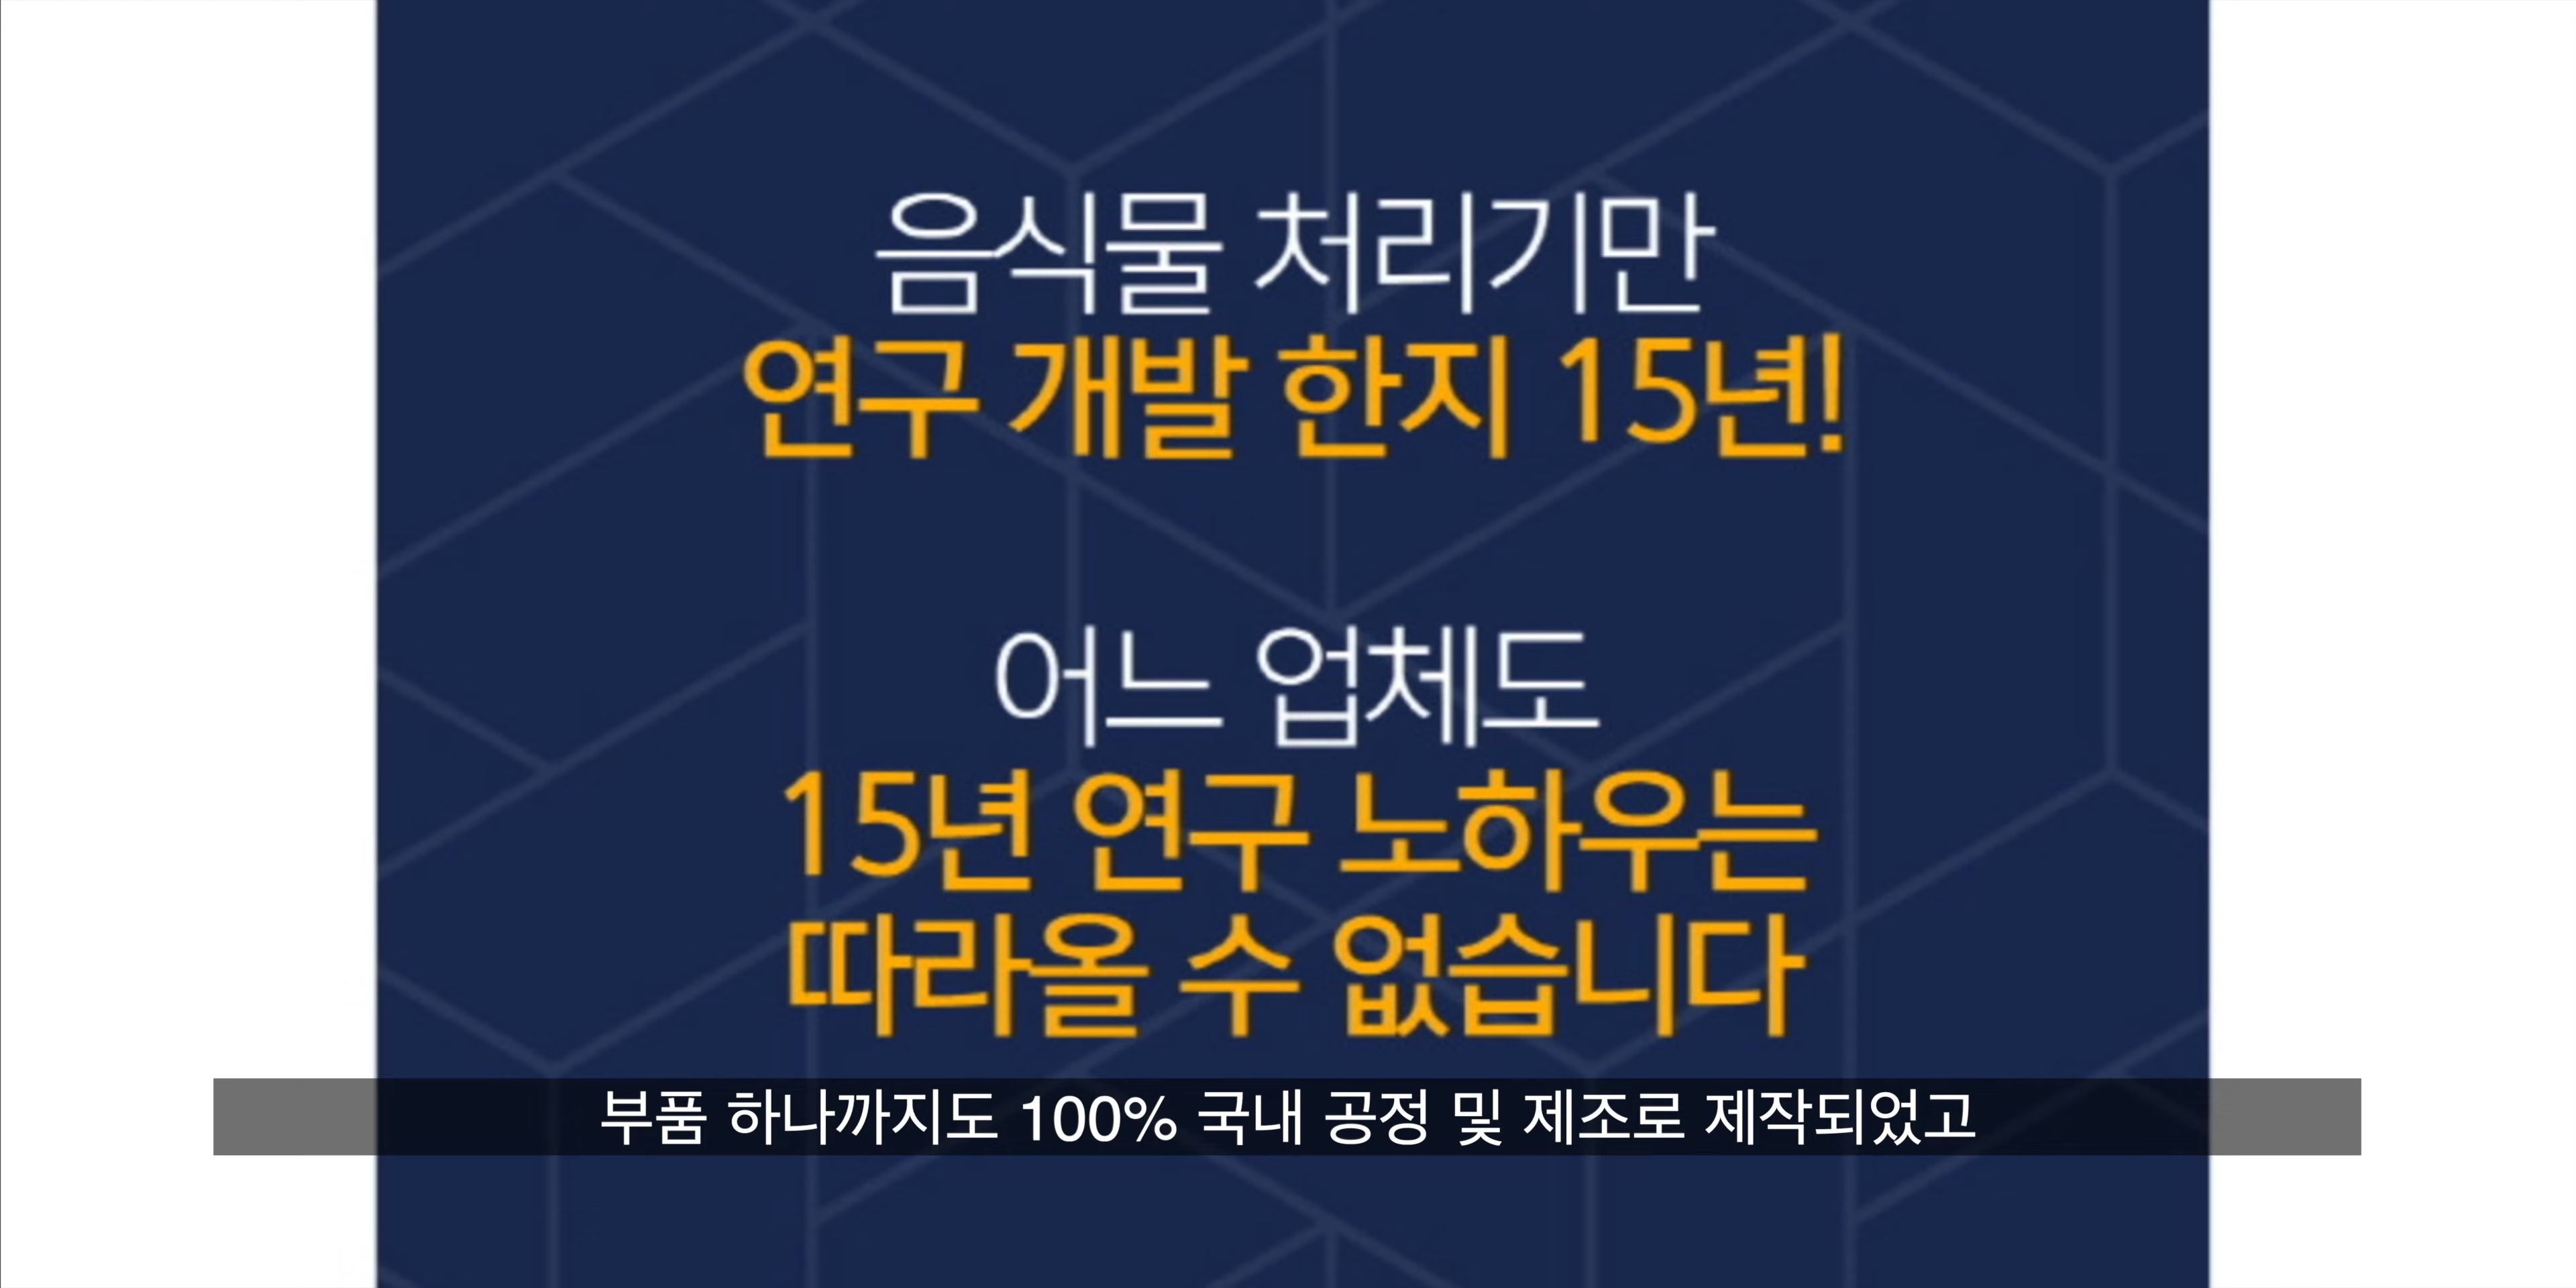 음식물 처리기만
연구 개발 한지 15년!
어느 업체도
15년 연구 노하우는
따라올 수 없습니다
부품 하나까지도 100% 국내 공정 및 제조로 제작되었고